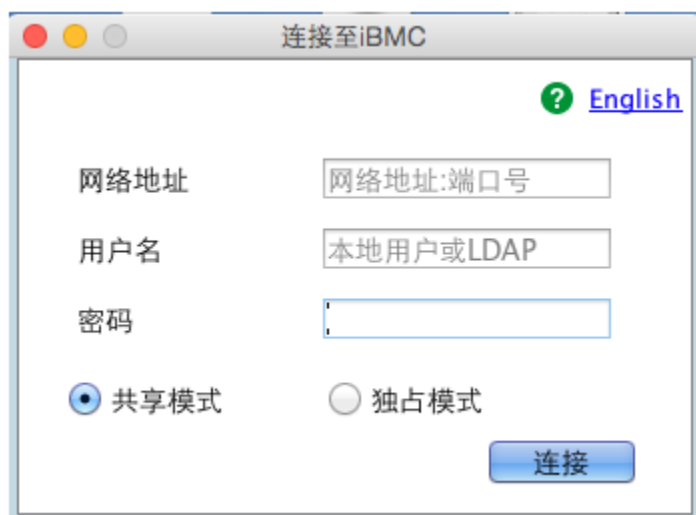 连接至iBMC
? English
网络地址 网络地址:端口号
用户名 本地用户或LDAP
密码
共享模式 独占模式
连接